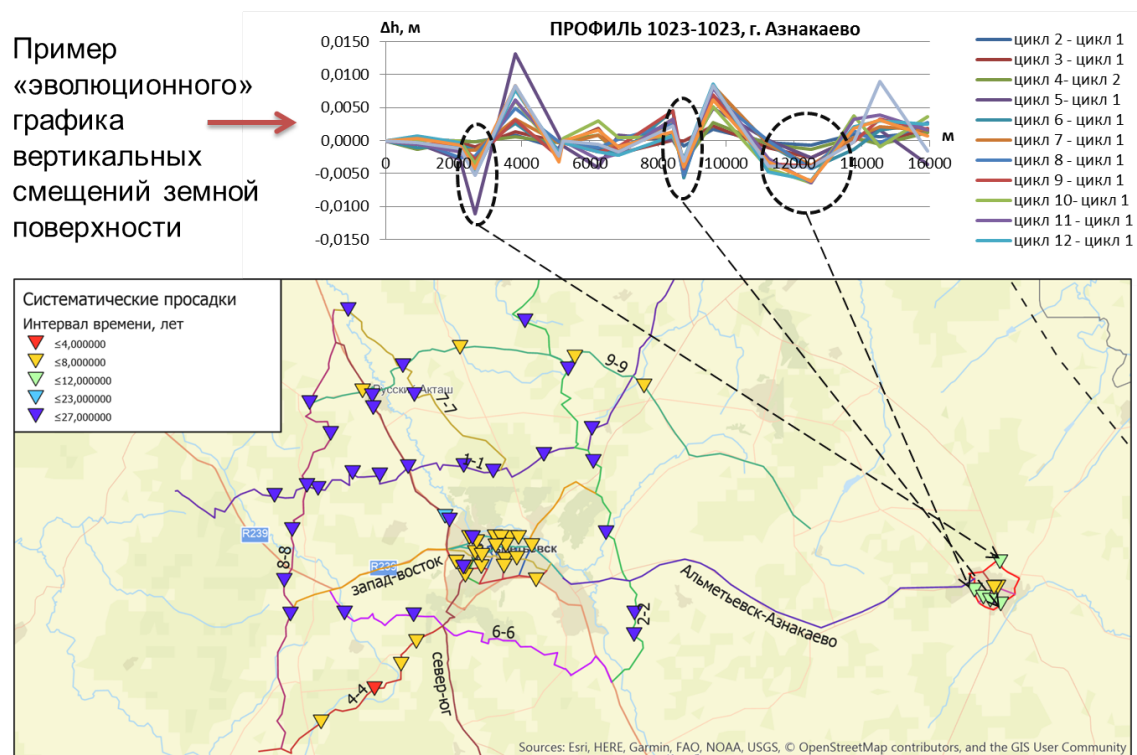 Пример
«эволюционного»
графика
вертикальных
смещений земной
поверхности
Δh, м
ПРОФИЛЬ 1023-1023, г. Азнакаево
0,0150
0,0100
0,0050
0,0000
-0,0050
-0,0100
-0,0150
2000
4000
6000
8000
10000
12000
14000
16000
м
цикл 2 - цикл 1
цикл 3 - цикл 1
цикл 4- цикл 2
цикл 5- цикл 1
цикл 6 - цикл 1
цикл 7 - цикл 1
цикл 8 - цикл 1
цикл 9 - цикл 1
цикл 10- цикл 1
цикл 11 - цикл 1
цикл 12 - цикл 1
Систематические просадки
Интервал времени, лет
≤4,000000
≤8,000000
≤12,000000
≤23,000000
≤27,000000
9-9
7-7
1-1
R239
8-8
запад-восток
Альметьевск-Азнакаево
2-2
6-6
север-юг
4-4
Sources: Esri, HERE, Garmin, FAO, NOAA, USGS, © OpenStreetMap contributors, and the GIS User Community